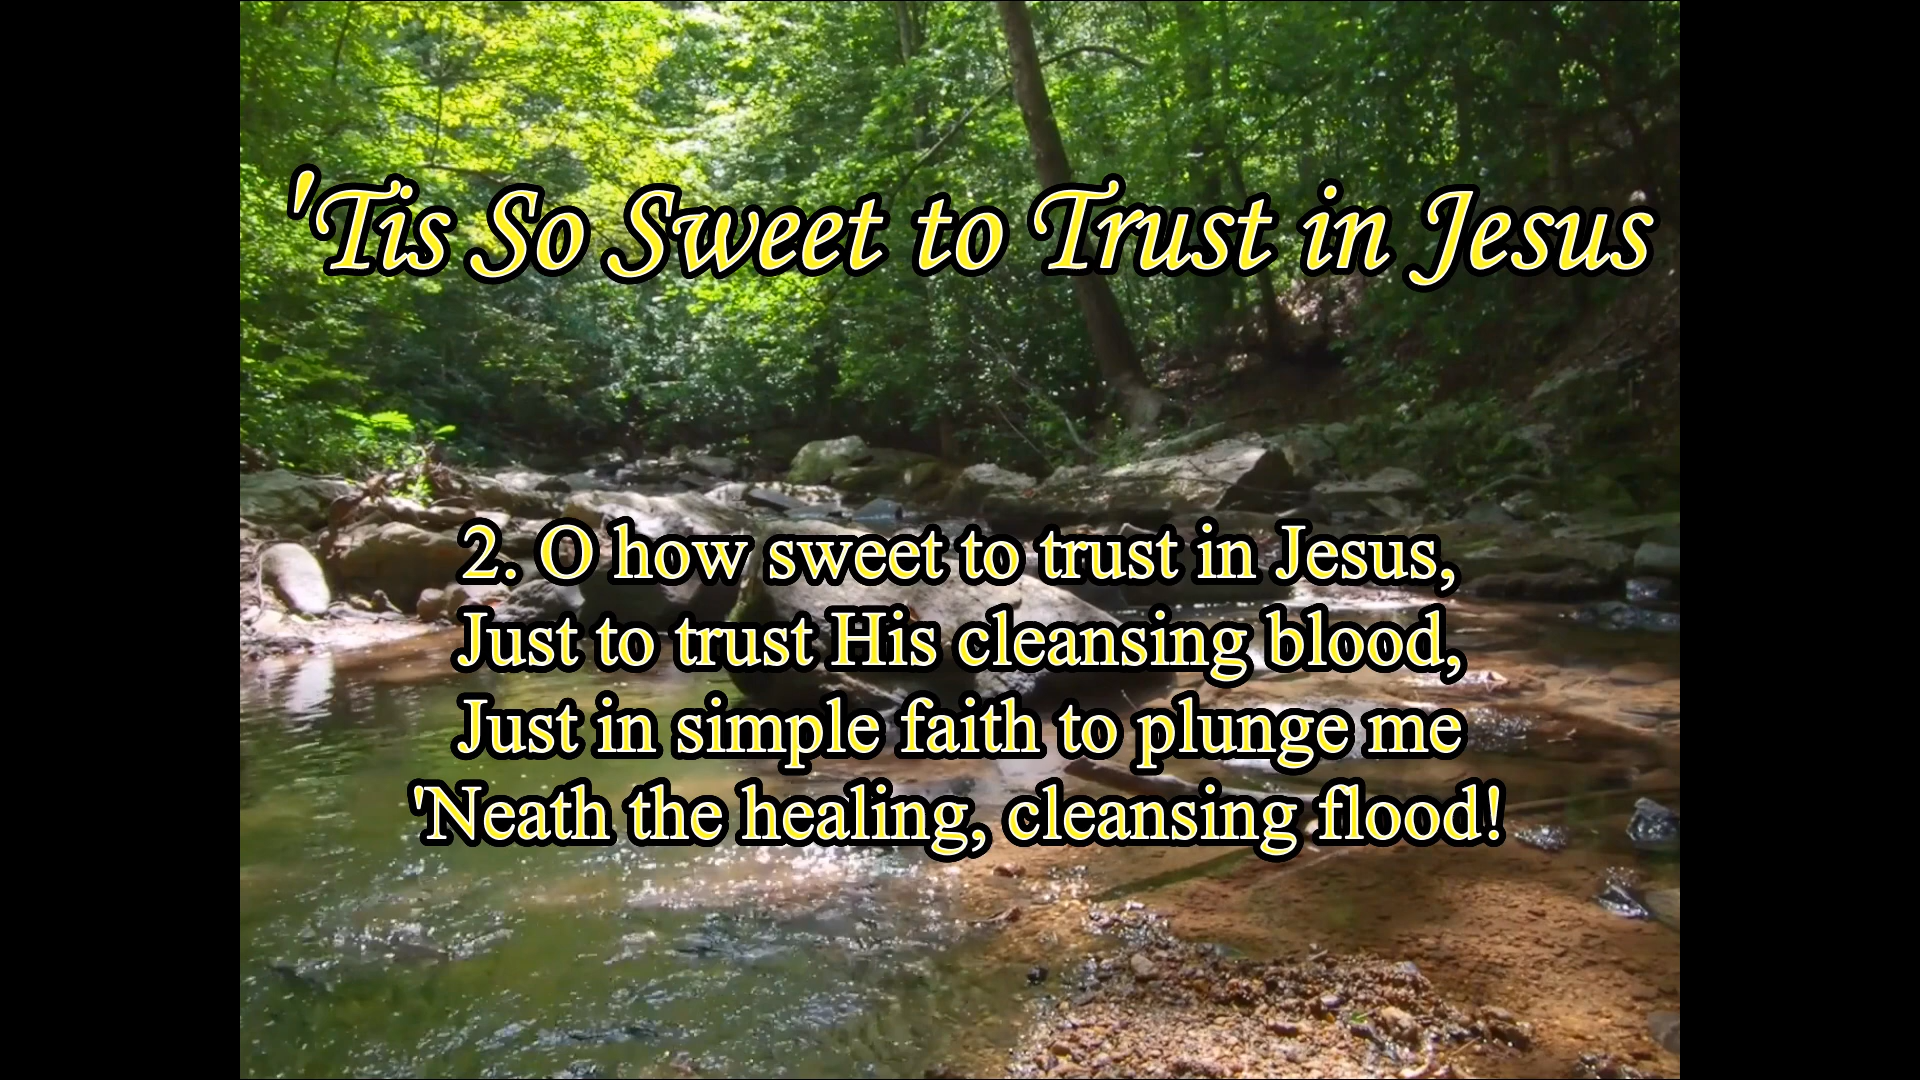 'Tis So Sweet to Trust in Jesus
2. O how sweet to trust in Jesus,
Just to trust His cleansing blood,
Just in simple faith to plunge me
'Neath the healing, cleansing flood!